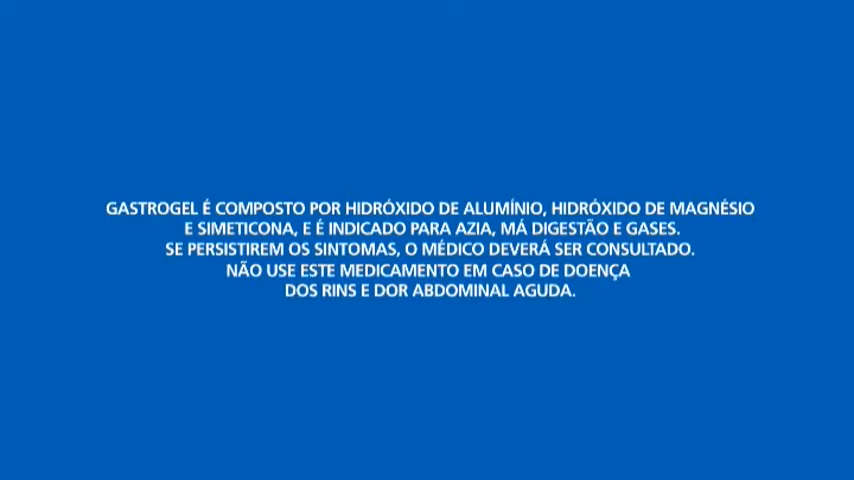 GASTROGEL É COMPOSTO POR HIDRÓXIDO DE ALUMÍNIO, HIDRÓXIDO DE MAGNÉSIO
E SIMETICONA, E É INDICADO PARA AZIA, MÁ DIGESTÃO E GASES.
SE PERSISTIREM OS SINTOMAS, O MÉDICO DEVERÁ SER CONSULTADO.
NÃO USE ESTE MEDICAMENTO EM CASO DE DOENÇA
DOS RINS E DOR ABDOMINAL AGUDA.